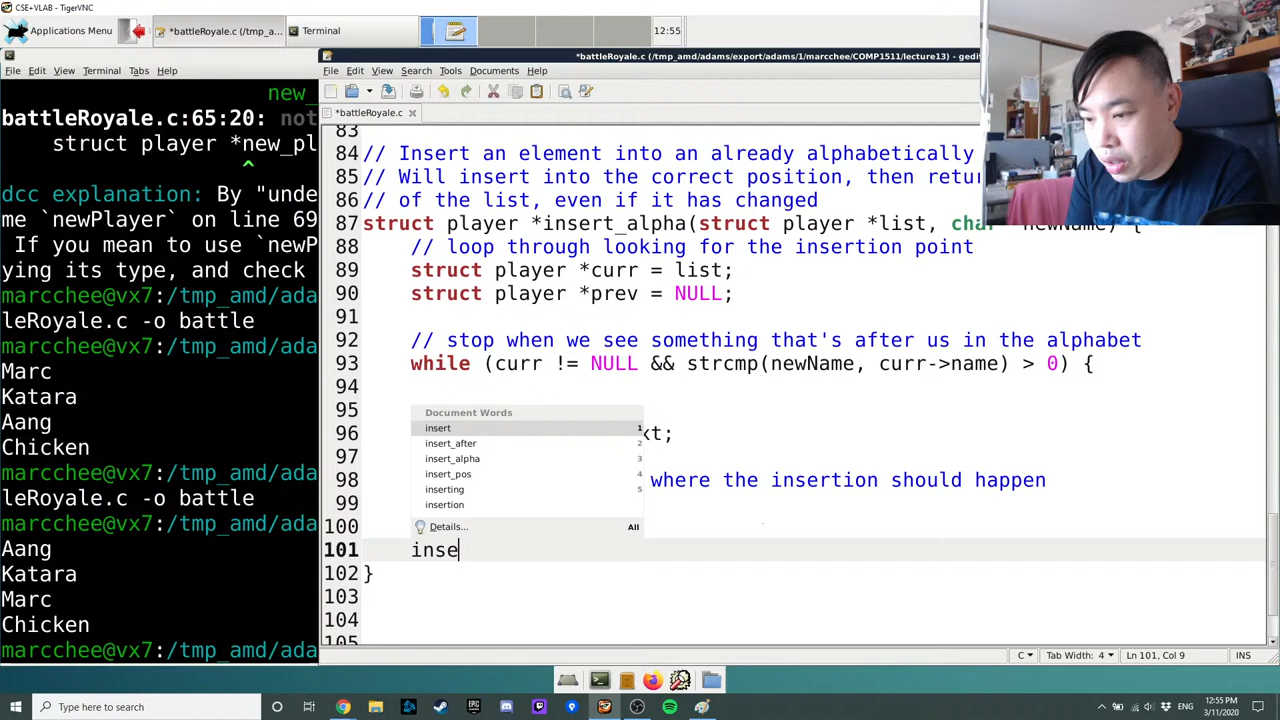 CSE+VLAB - TigerVNC
Applications Menu
*battleRoyale.c (/tmp_a...
Terminal
12:55
*battleRoyale.c (/tmp_amd/adams/export/adams/1/marcchee/COMP1511/lecture13) - gedi
File Edit View Terminal Tabs Help
File Edit View Search Tools Documents Help
*battleRoyale.c
new_
battleRoyale.c:65:20: not
struct player *new_pl
^
dcc explanation: By "unde
me `newPlayer` on line 69
If you mean to use `newP
ying its type, and check
marcchee@vx7:/tmp_amd/ada
leRoyale.c -o battle
marcchee@vx7:/tmp_amd/ada
Marc
Katara
Aang
Chicken
marcchee@vx7:/tmp_amd/ada
leRoyale.c -o battle
marcchee@vx7:/tmp_amd/ada
Aang
Katara
Marc
Chicken
marcchee@vx7:/tmp_amd/ada
83
84 // Insert an element into an already alphabetically
85 // Will insert into the correct position, then retur
86 // of the list, even if it has changed
87 struct player *insert_alpha(struct player *list, char newName) {
88 // loop through looking for the insertion point
89 struct player *curr = list;
90 struct player *prev = NULL;
91
92 // stop when we see something that's after us in the alphabet
93 while (curr != NULL && strcmp(newName, curr->name) > 0) {
94
95
96 xt;
97
98 where the insertion should happen
99
100
101 inse
102 }
103
104
105
Document Words
insert 1
insert_after 2
insert_alpha 3
insert_pos 4
inserting 5
insertion
Details... All
C Tab Width: 4 Ln 101, Col 9 INS
Type here to search
ENG
12:55 PM
3/11/2020